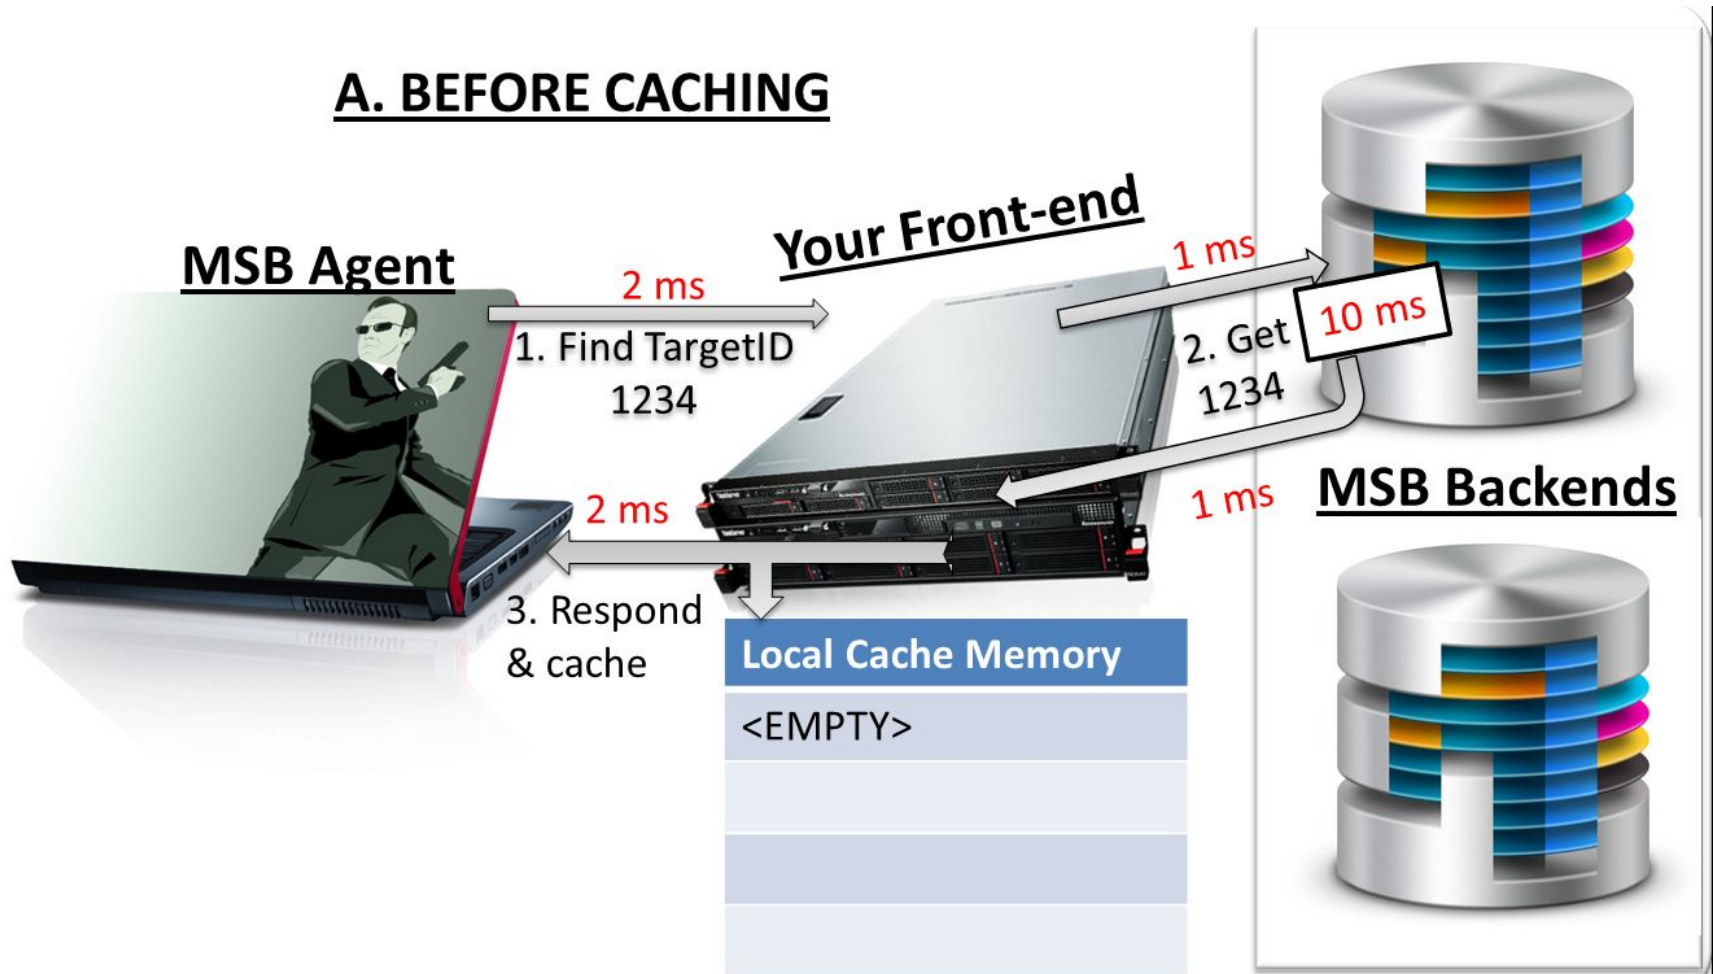 A. BEFORE CACHING
MSB Agent
Your Front-end
2 ms
1. Find TargetID
1234
1 ms
2. Get
1234
10 ms
1 ms
MSB Backends
2 ms
3. Respond
& cache
Local Cache Memory
<EMPTY>